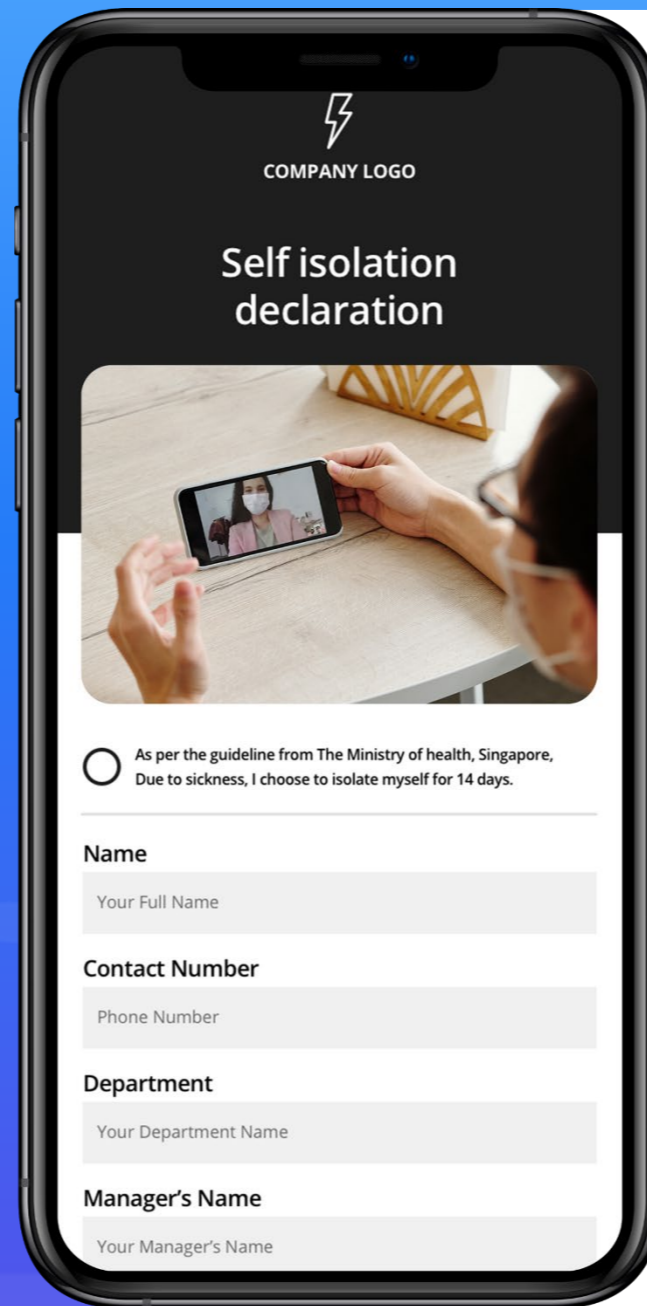 COMPANY LOGO
Self isolation
declaration
As per the guideline from The Ministry of health, Singapore,
Due to sickness, I choose to isolate myself for 14 days.
Name
Your Full Name
Contact Number
Phone Number
Department
Your Department Name
Manager’s Name
Your Manager’s Name